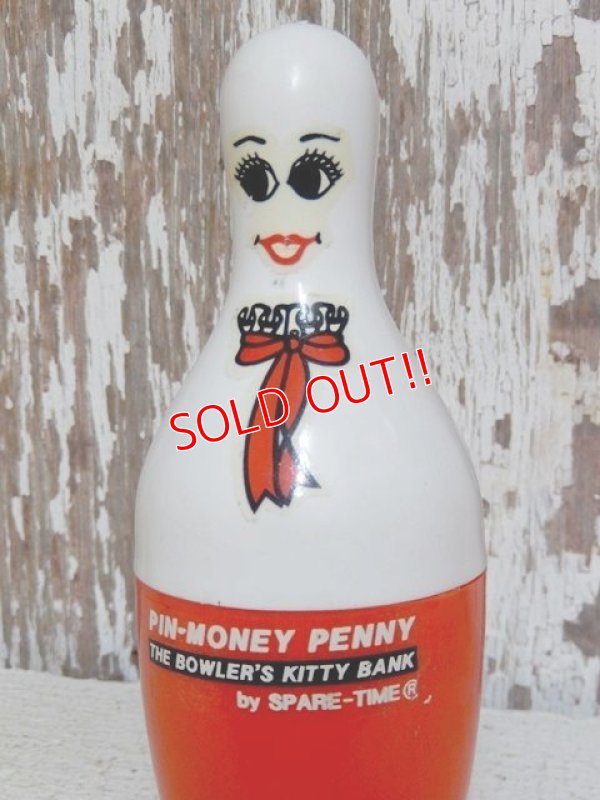 SOLD OUT!!
PIN-MONEY PENNY
THE BOWLER'S KITTY BANK
by SPARE-TIME®